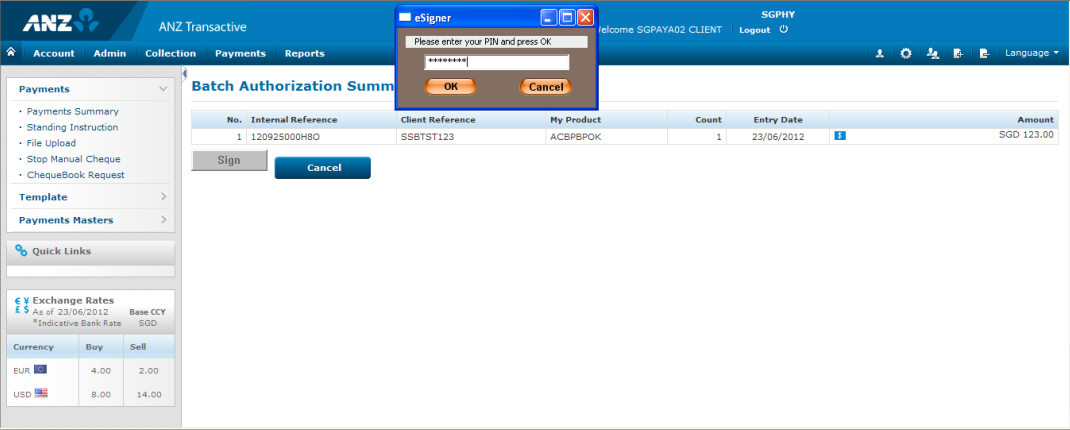 ANZ
ANZ Transactive
SGPHY
elcome SGPAYA02 CLIENT
Logout
eSigner
Please enter your PIN and press OK
********
OK
Cancel
Account
Admin
Collection
Payments
Reports
Language
Payments
Payments Summary
Standing Instruction
File Upload
Stop Manual Cheque
ChequeBook Request
Template
Payments Masters
Quick Links
€ ¥ £ $
Exchange Rates
As of 23/06/2012
Base CCY
*Indicative Bank Rate
SGD
Currency Buy Sell
EUR 4.00 2.00
USD 8.00 14.00
Batch Authorization Summ
No. Internal Reference Client Reference My Product Count Entry Date Amount
1 120925000H8O SSBTST123 ACBPBPOK 1 23/06/2012 $ SGD 123.00
Sign
Cancel